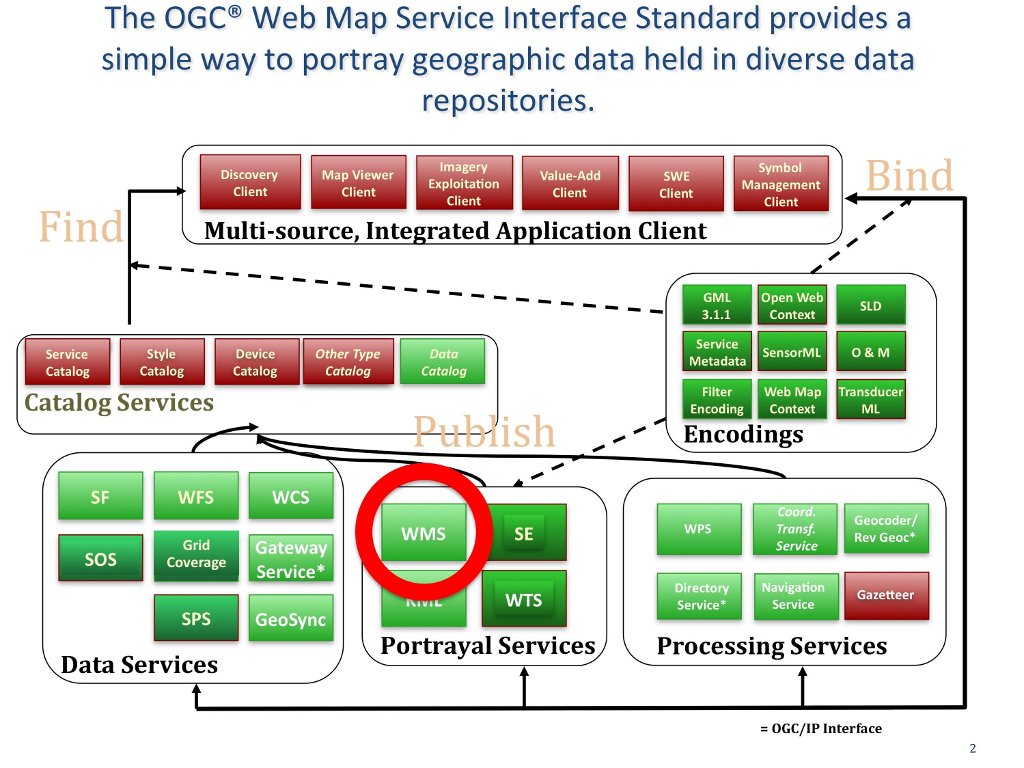 The OGC® Web Map Service Interface Standard provides a
simple way to portray geographic data held in diverse data
repositories.
Discovery
Client
Map Viewer
Client
Imagery
Exploitation
Client
Value-Add
Client
SWE
Client
Symbol
Management
Client
Multi-source, Integrated Application Client
Bind
Find
GML
3.1.1
Open Web
Context
SLD
Service
Metadata
SensorML
O & M
Filter
Encoding
Web Map
Context
Transducer
ML
Encodings
Service
Catalog
Style
Catalog
Device
Catalog
Other Type
Catalog
Data
Catalog
Catalog Services
Publish
SF
WFS
WCS
SOS
Grid
Coverage
Gateway
Service*
SPS
GeoSync
Data Services
WMS
SE
KML
WTS
Portrayal Services
WPS
Coord.
Transf.
Service
Geocoder/
Rev Geoc*
Directory
Service*
Navigation
Service
Gazetteer
Processing Services
= OGC/IP Interface
2